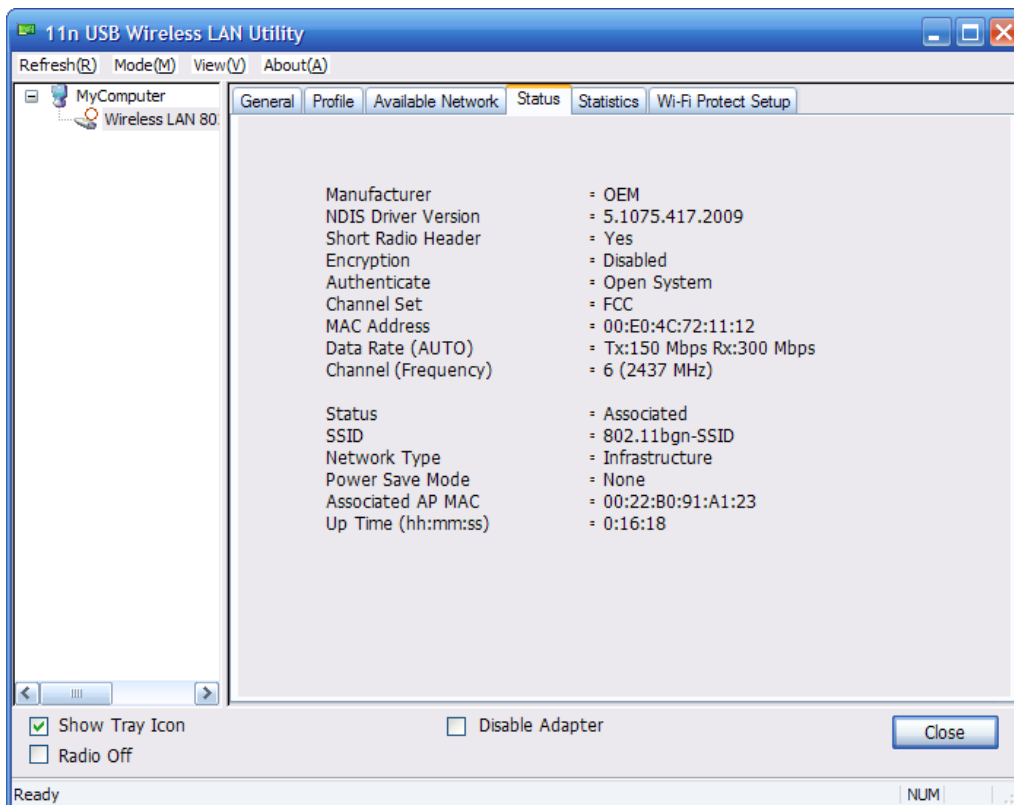 11n USB Wireless LAN Utility
Refresh(R) Mode(M) View(V) About(A)
MyComputer
Wireless LAN 80
General Profile Available Network Status Statistics Wi-Fi Protect Setup
Manufacturer = OEM
NDIS Driver Version = 5.1075.417.2009
Short Radio Header = Yes
Encryption = Disabled
Authenticate = Open System
Channel Set = FCC
MAC Address = 00:E0:4C:72:11:12
Data Rate (AUTO) = Tx:150 Mbps Rx:300 Mbps
Channel (Frequency) = 6 (2437 MHz)
Status = Associated
SSID = 802.11bgn-SSID
Network Type = Infrastructure
Power Save Mode = None
Associated AP MAC = 00:22:B0:91:A1:23
Up Time (hh:mm:ss) = 0:16:18
Show Tray Icon
Radio Off
Disable Adapter
Close
Ready
NUM